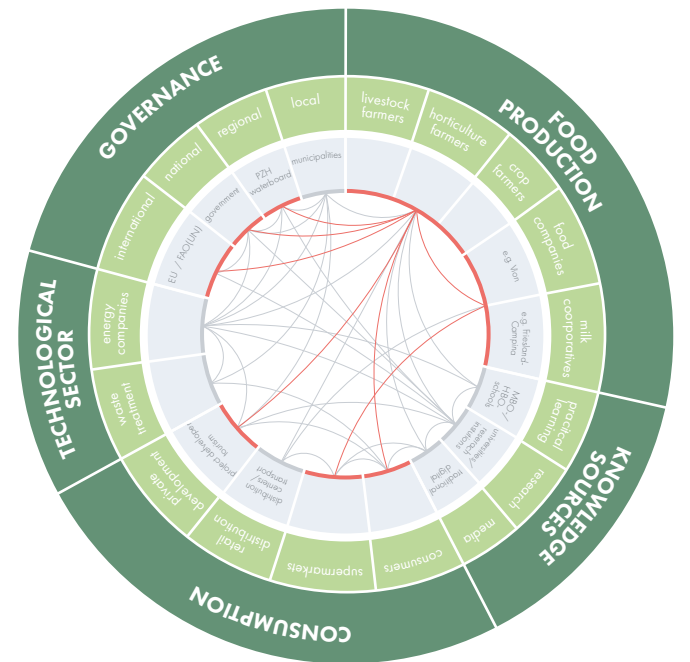 GOVERNANCE
FOOD
PRODUCTION
KNOWLEDGE
SOURCES
CONSUMPTION
TECHNOLOGICAL
SECTOR
international
national
regional
local
livestock
farmers
horticulture
farmers
crop
farmers
food
companies
milk
coorporatives
practical
learning
research
media
consumers
supermarkets
retail
distribution
private
development
waste
treatment
energy
companies
EU / FAO(UN)
government
PZH
waterboard
municipalities
e.g. Vion
e.g. Friesland-
Campina
MBO-/
HBO-
schools
universities/
research
traditional
digital
distribution
centers/
transport
tourism